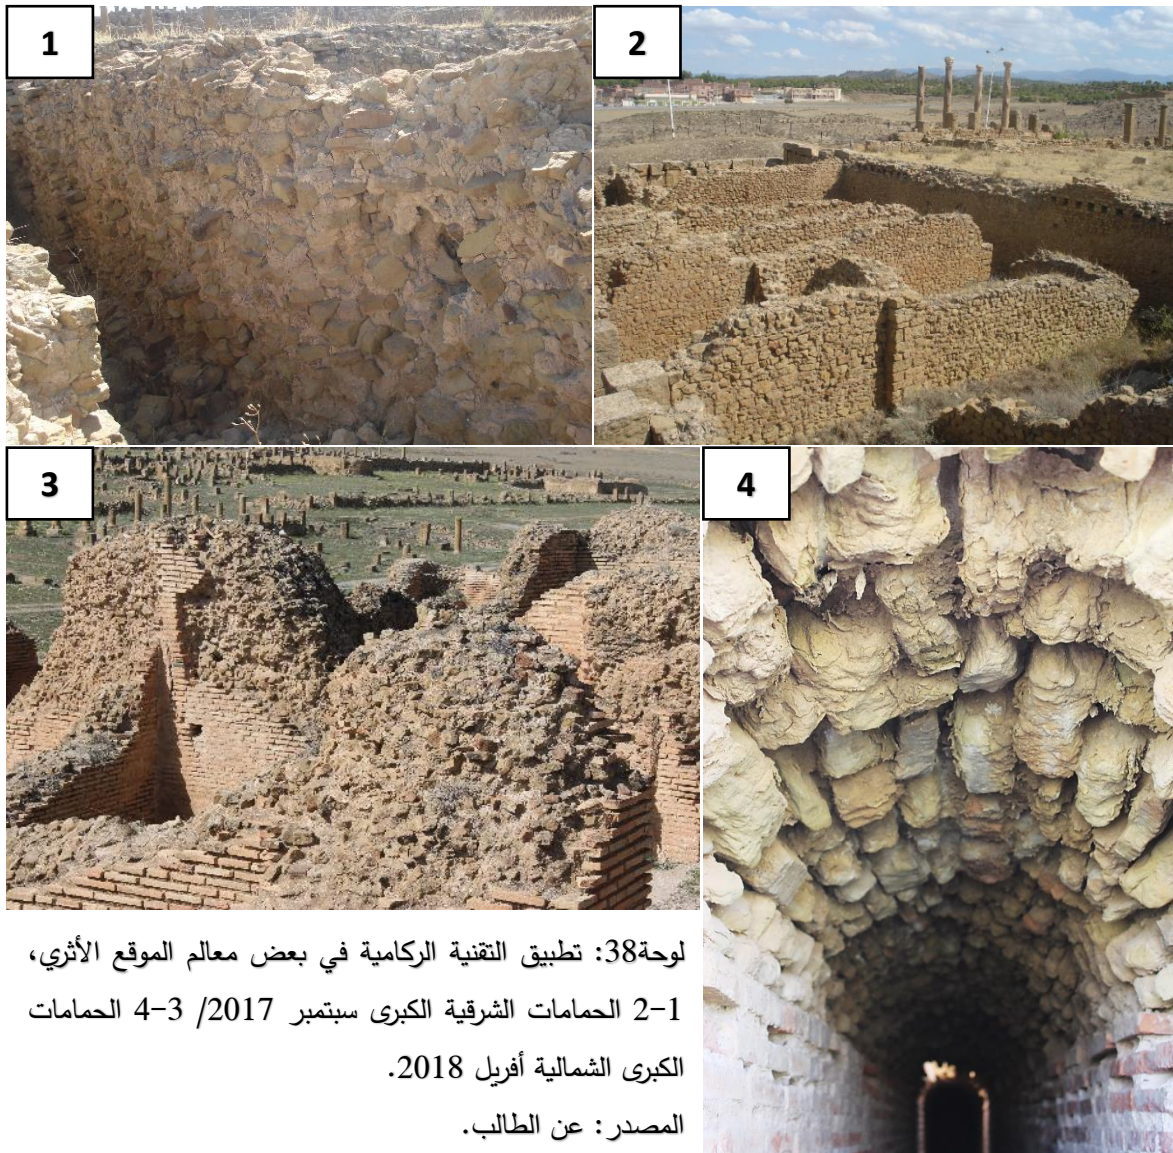 1
2
3
4
لوحة38: تطبيق التقنية الركامية في بعض معالم الموقع الأثري،
1-2 الحمامات الشرقية الكبرى سبتمبر 2017/ 3-4 الحمامات
الكبرى الشمالية أفريل 2018.
المصدر: عن الطالب.